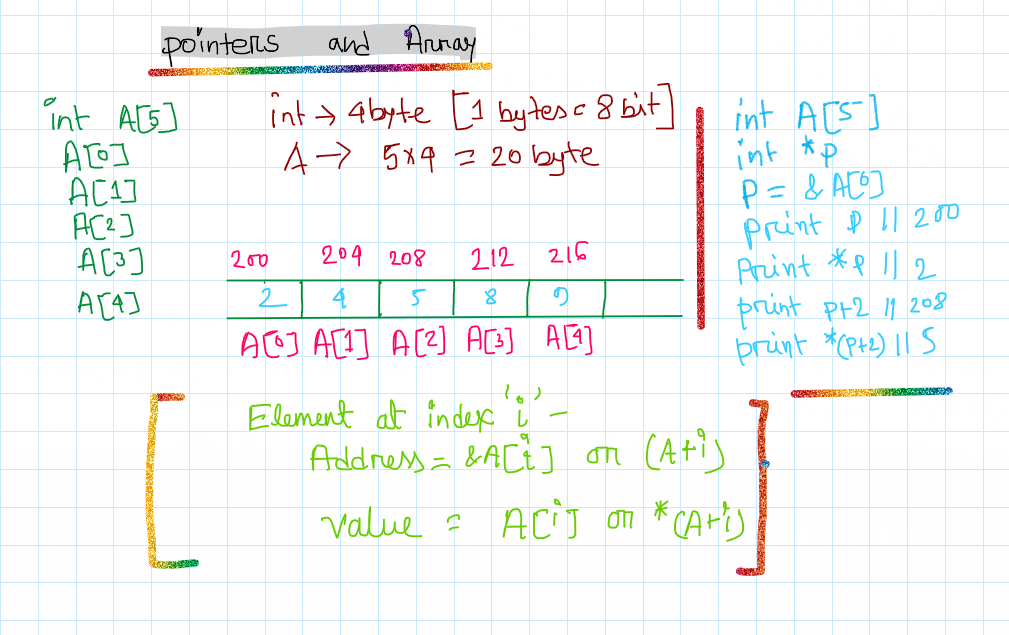 pointers and Array
int A[5]
A[0]
A[1]
A[2]
A[3]
A[4]
int → 4byte [1 bytes = 8 bit]
A → 5×4 = 20 byte
200 204 208 212 216
2 4 5 8 9
A[0] A[1] A[2] A[3] A[4]
int A[5]
int *p
P = & A[0]
print p || 200
Print *p || 2
print p+2 || 208
print *(p+2) || 5
Element at index 'i' –
Address = &A[i] or (A+i)
value = A[i] or *(A+i)